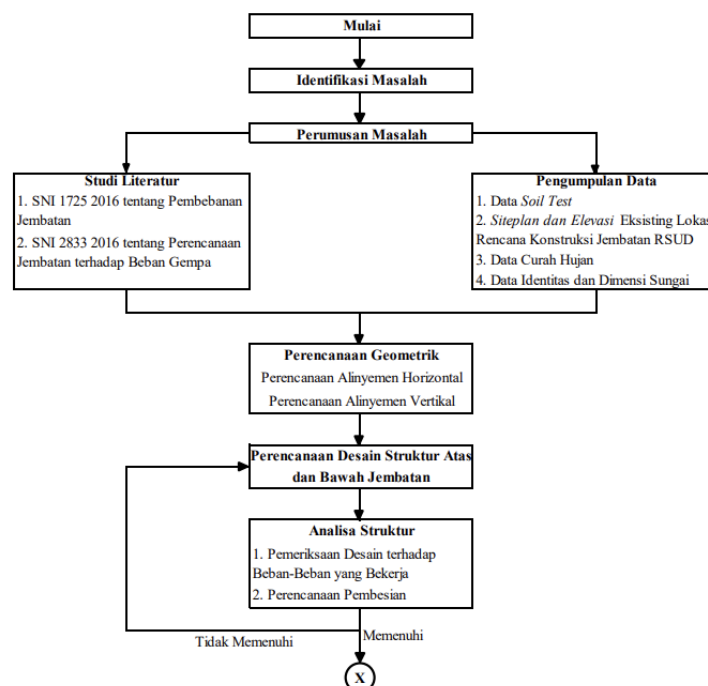 Mulai
Identifikasi Masalah
Perumusan Masalah
Studi Literatur
1. SNI 1725 2016 tentang Pembebanan
Jembatan
2. SNI 2833 2016 tentang Perencanaan
Jembatan terhadap Beban Gempa
Pengumpulan Data
1. Data Soil Test
2. Siteplan dan Elevasi Eksisting Lokas
Rencana Konstruksi Jembatan RSUD
3. Data Curah Hujan
4. Data Identitas dan Dimensi Sungai
Perencanaan Geometrik
Perencanaan Alinyemen Horizontal
Perencanaan Alinyemen Vertikal
Perencanaan Desain Struktur Atas
dan Bawah Jembatan
Analisa Struktur
1. Pemeriksaan Desain terhadap
Beban-Beban yang Bekerja
2. Perencanaan Pembesian
Tidak Memenuhi
Memenuhi
X